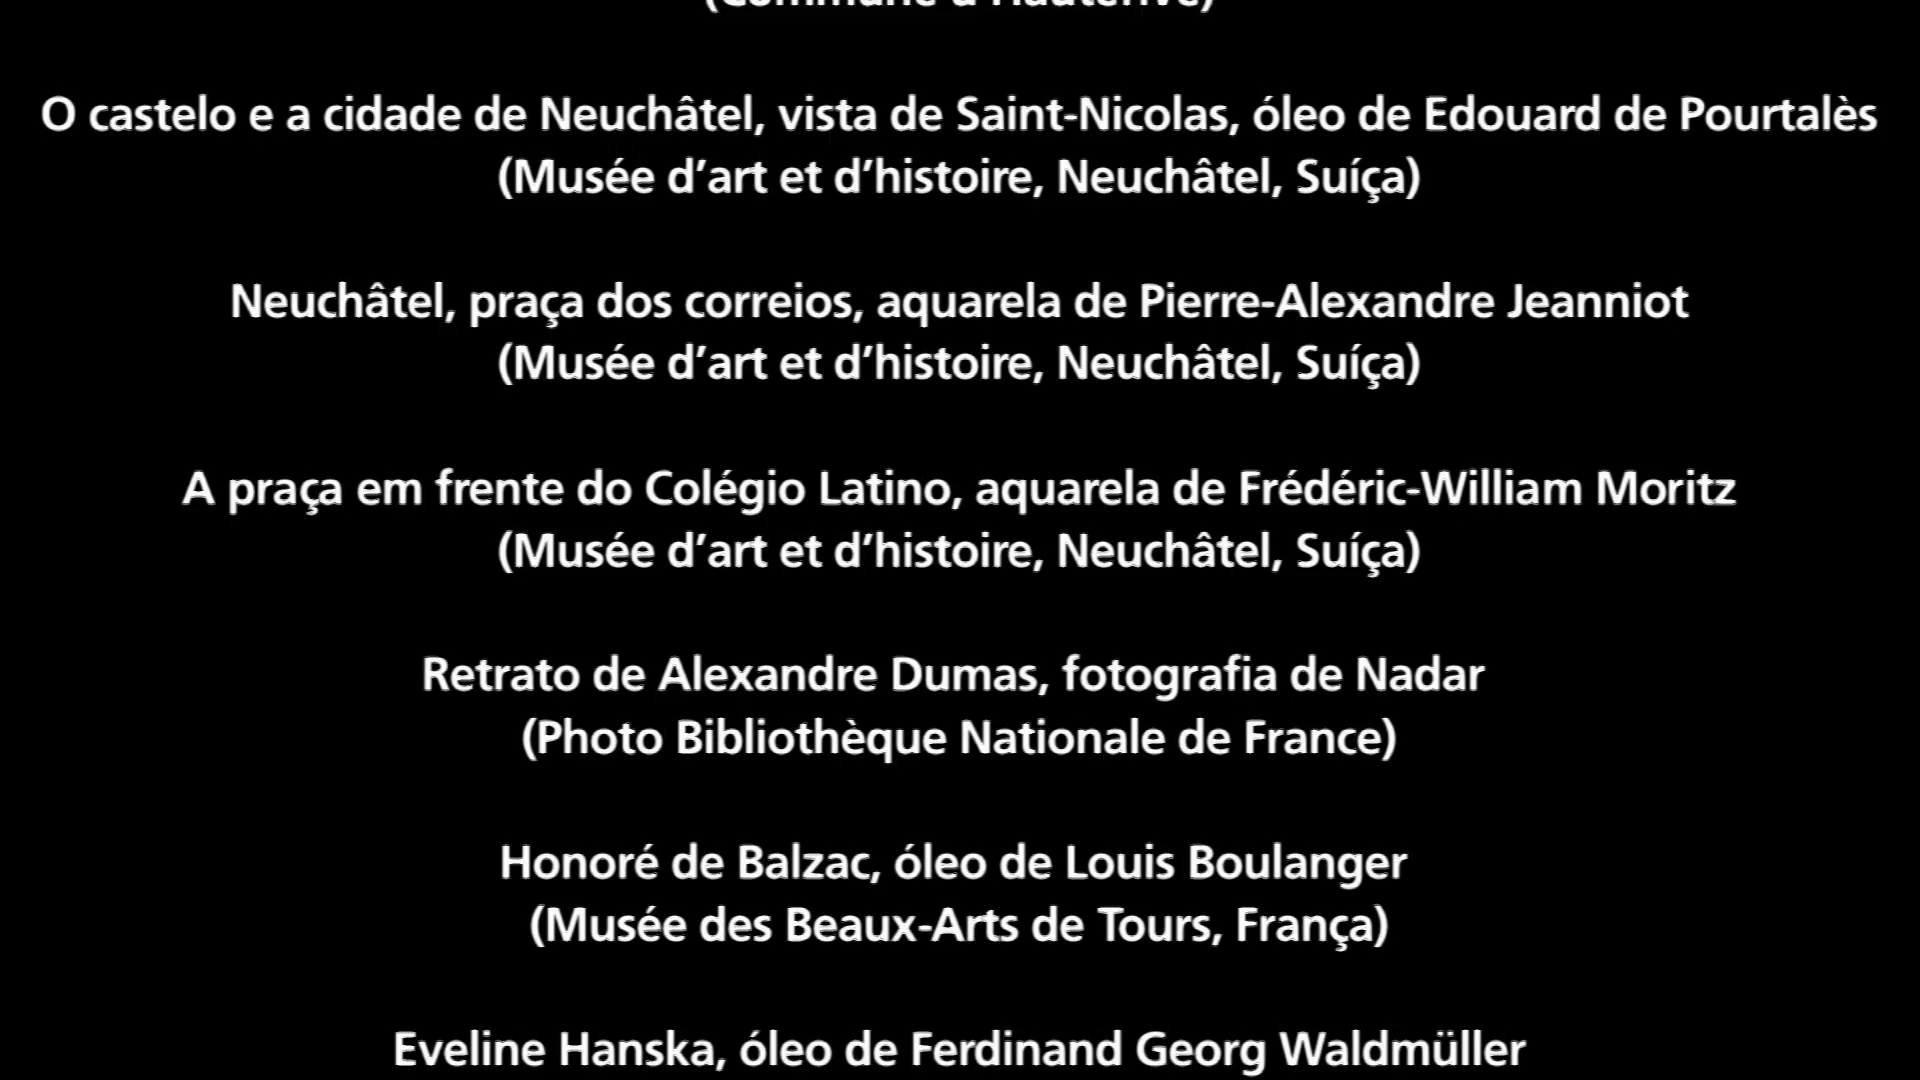 (Commune d'Hauterive)
O castelo e a cidade de Neuchâtel, vista de Saint-Nicolas, óleo de Edouard de Pourtalès
(Musée d’art et d’histoire, Neuchâtel, Suíça)
Neuchâtel, praça dos correios, aquarela de Pierre-Alexandre Jeanniot
(Musée d’art et d’histoire, Neuchâtel, Suíça)
A praça em frente do Colégio Latino, aquarela de Frédéric-William Moritz
(Musée d’art et d’histoire, Neuchâtel, Suíça)
Retrato de Alexandre Dumas, fotografia de Nadar
(Photo Bibliothèque Nationale de France)
Honoré de Balzac, óleo de Louis Boulanger
(Musée des Beaux-Arts de Tours, França)
Eveline Hanska, óleo de Ferdinand Georg Waldmüller